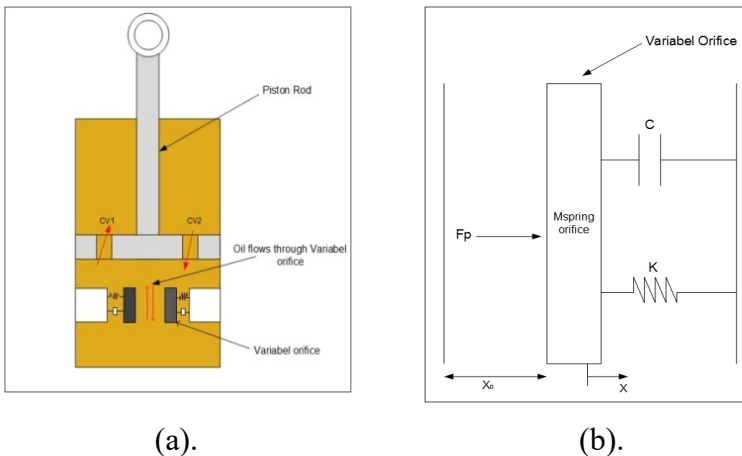 Piston Rod
CV1
CV2
Oil flows through Variabel
orifice
Variabel orifice
(a).
Variabel Orifice
C
Mspring
orifice
Fp
K
X₀
X
(b).